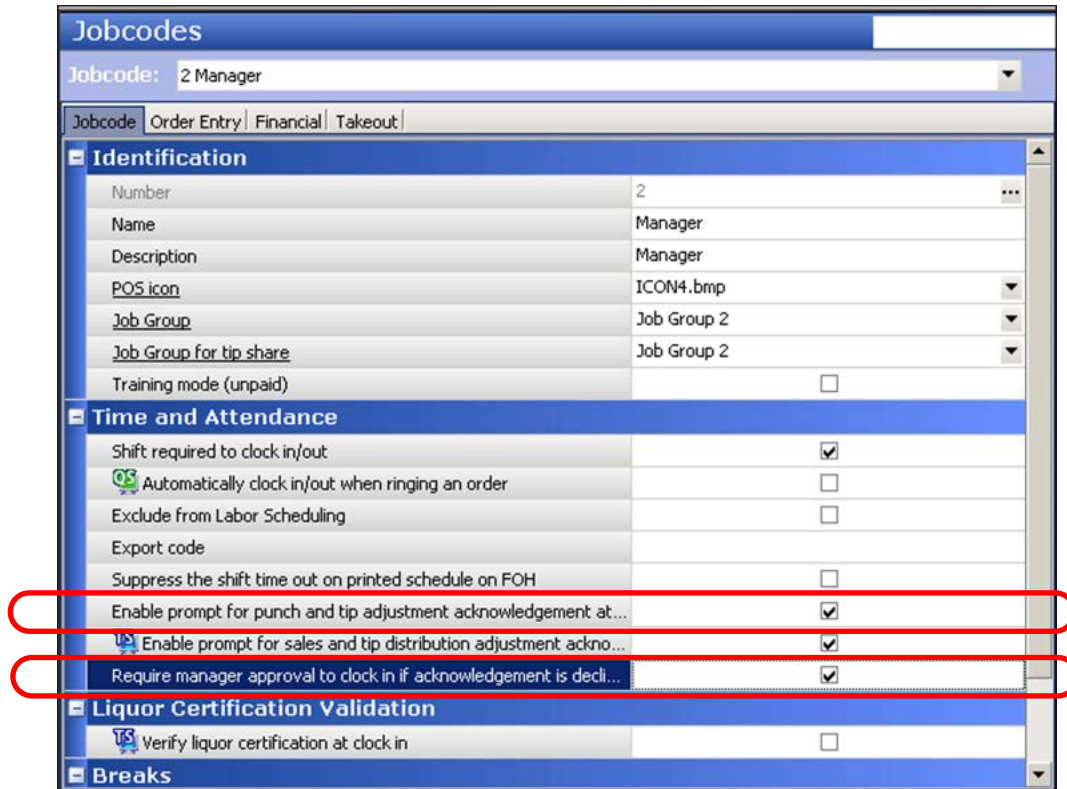 Jobcodes
Jobcode: 2 Manager
Jobcode Order Entry Financial Takeout
Identification
Number 2 ...
Name Manager
Description Manager
POS icon ICON4.bmp
Job Group Job Group 2
Job Group for tip share Job Group 2
Training mode (unpaid)
Time and Attendance
Shift required to clock in/out
QS Automatically clock in/out when ringing an order
Exclude from Labor Scheduling
Export code
Suppress the shift time out on printed schedule on FOH
Enable prompt for punch and tip adjustment acknowledgement at...
TS Enable prompt for sales and tip distribution adjustment ackno...
Require manager approval to clock in if acknowledgement is decli...
Liquor Certification Validation
TS Verify liquor certification at clock in
Breaks